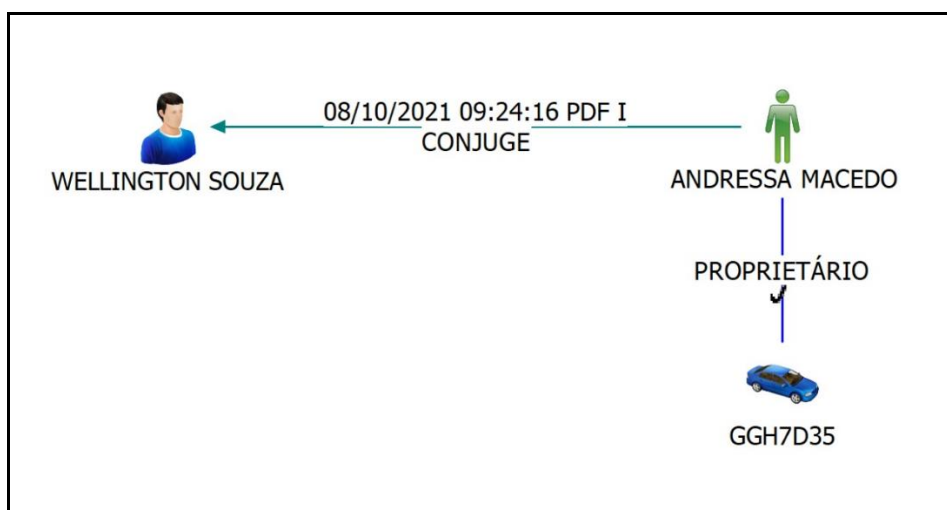 08/10/2021 09:24:16 PDF I
CONJUGE
WELLINGTON SOUZA
ANDRESSA MACEDO
PROPRIETÁRIO
GGH7D35